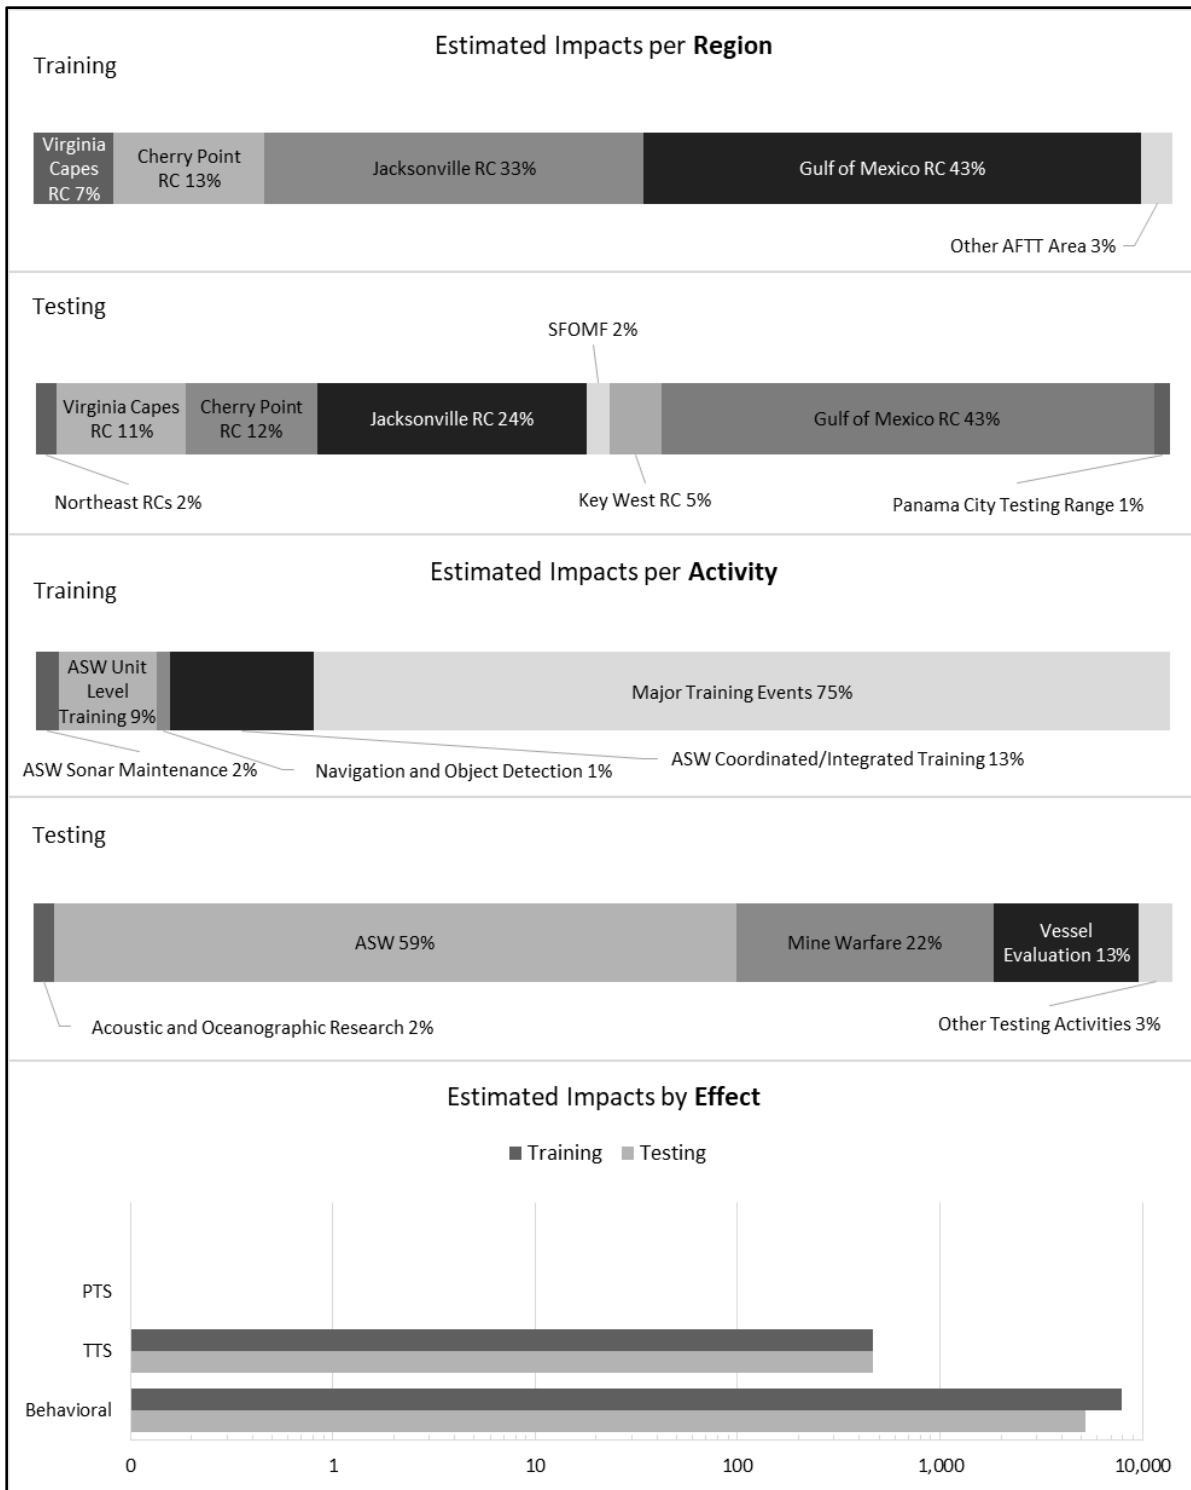 Estimated Impacts per Region
Training
Virginia
Capes
RC 7%
Cherry Point
RC 13%
Jacksonville RC 33%
Gulf of Mexico RC 43%
Other AFTT Area 3%
Testing
SFOMF 2%
Virginia Capes
RC 11%
Cherry Point
RC 12%
Jacksonville RC 24%
Gulf of Mexico RC 43%
Northeast RCs 2%
Key West RC 5%
Panama City Testing Range 1%
Estimated Impacts per Activity
Training
ASW Unit
Level
Training 9%
Major Training Events 75%
ASW Sonar Maintenance 2%
Navigation and Object Detection 1%
ASW Coordinated/Integrated Training 13%
Testing
ASW 59%
Mine Warfare 22%
Vessel
Evaluation 13%
Acoustic and Oceanographic Research 2%
Other Testing Activities 3%
Estimated Impacts by Effect
Training
Testing
PTS
TTS
Behavioral
0
1
10
100
1,000
10,000